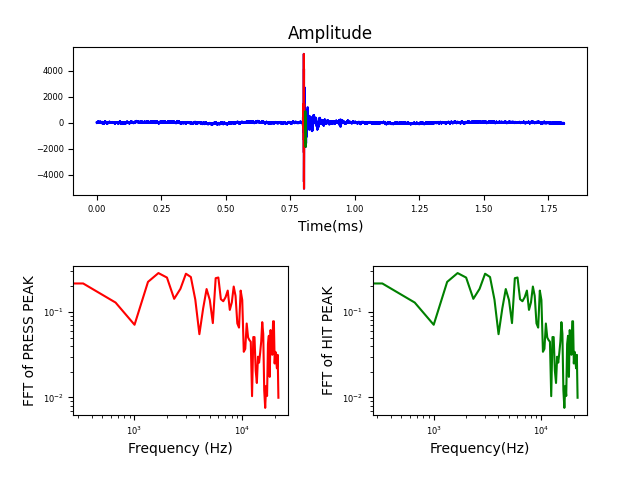 Amplitude
4000
2000
0
−2000
−4000
0.00 0.25 0.50 0.75 1.00 1.25 1.50 1.75
Time(ms)
FFT of PRESS PEAK
10⁻¹
10⁻²
10³ 10⁴
Frequency (Hz)
FFT of HIT PEAK
10⁻¹
10⁻²
10³ 10⁴
Frequency(Hz)